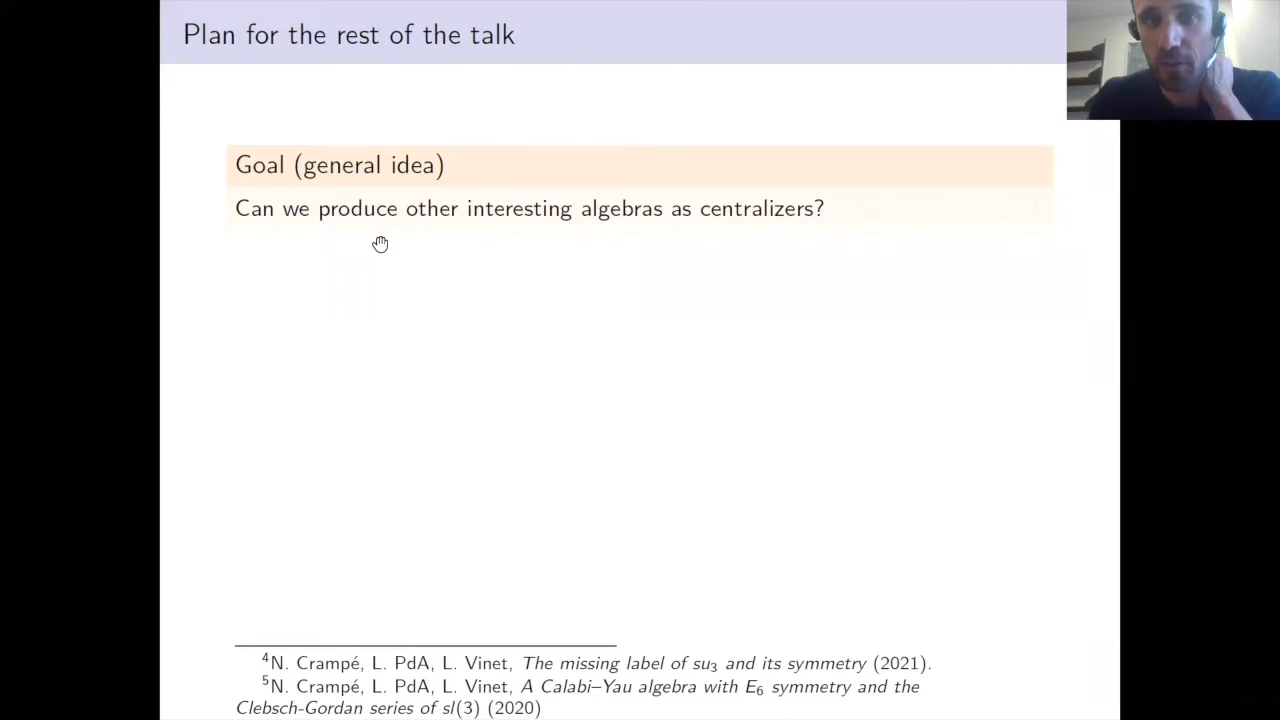 Plan for the rest of the talk
Goal (general idea)
Can we produce other interesting algebras as centralizers?
⁴N. Crampé, L. PdA, L. Vinet, The missing label of su₃ and its symmetry (2021).
⁵N. Crampé, L. PdA, L. Vinet, A Calabi–Yau algebra with E₆ symmetry and the
Clebsch-Gordan series of sl(3) (2020)